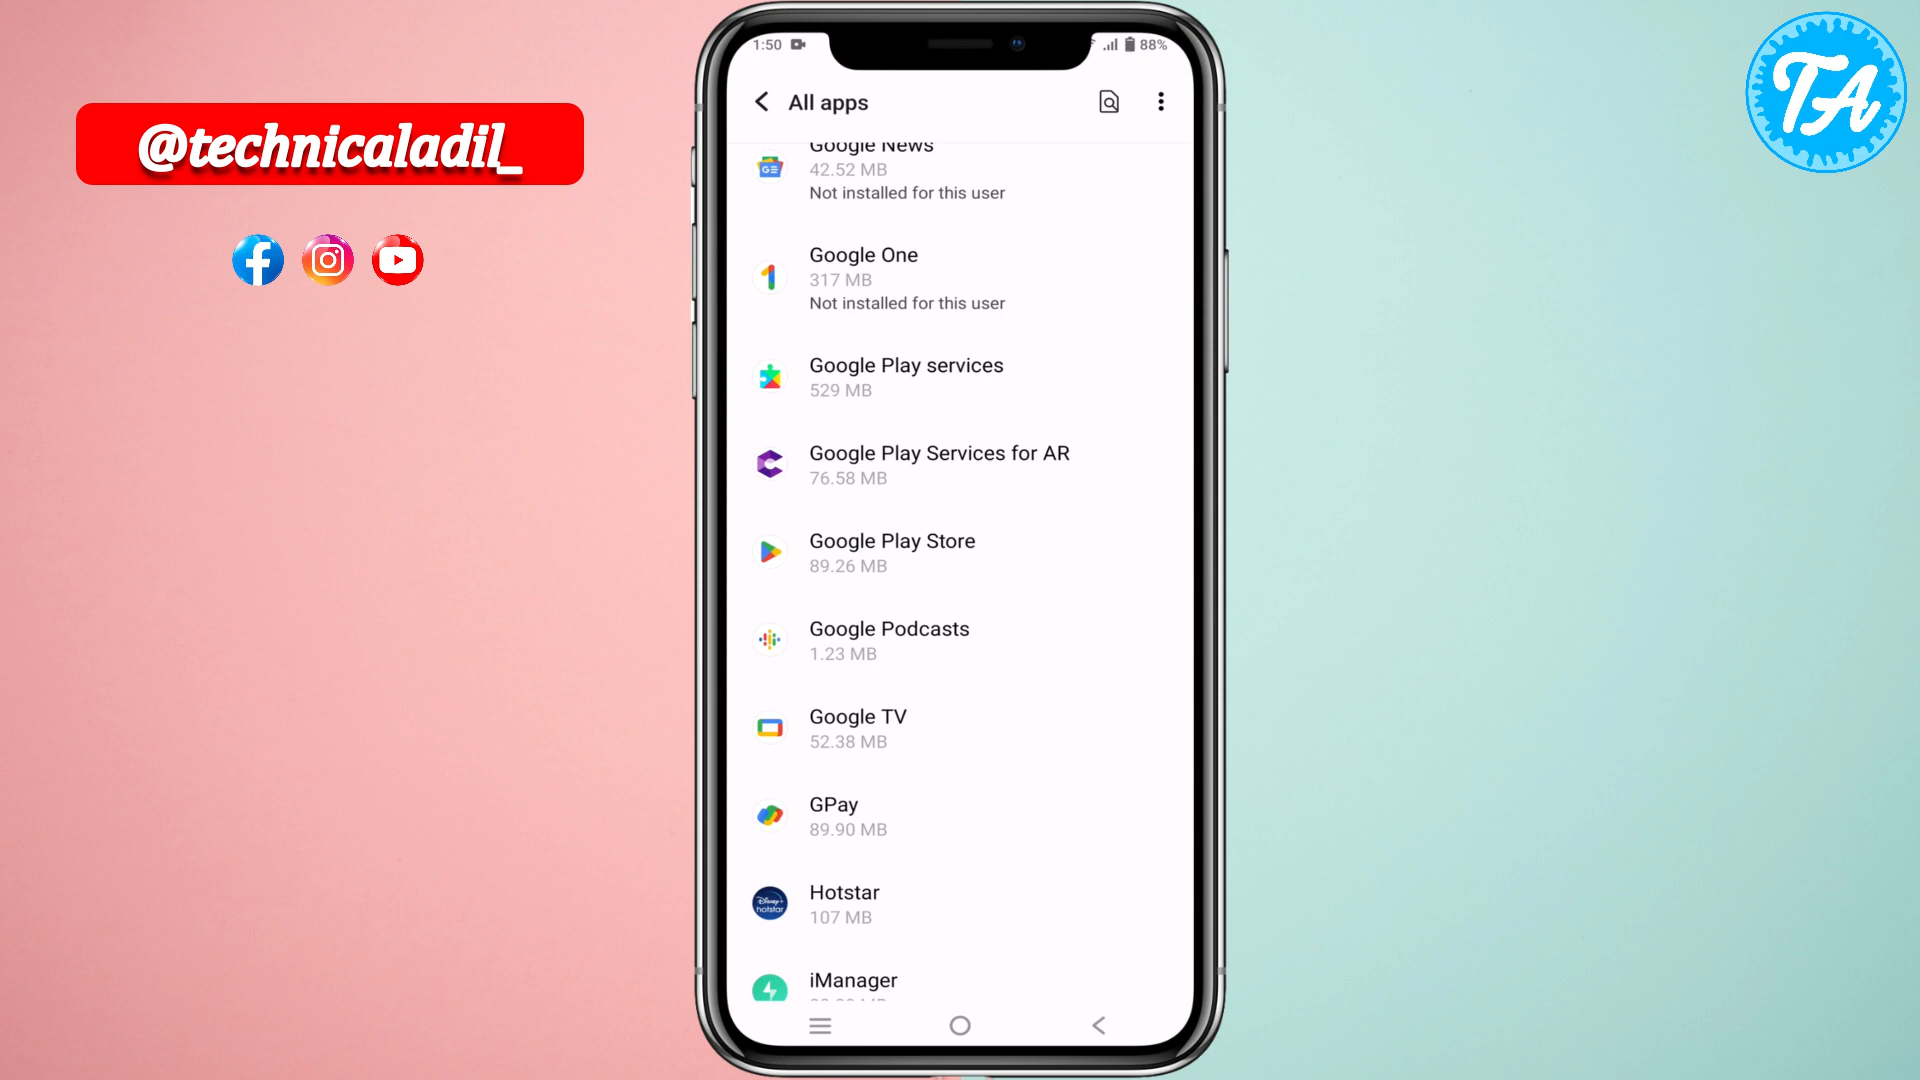 @technicaladil_
TA
1:50
88%
All apps
Google News
42.52 MB
Not installed for this user
Google One
317 MB
Not installed for this user
Google Play services
529 MB
Google Play Services for AR
76.58 MB
Google Play Store
89.26 MB
Google Podcasts
1.23 MB
Google TV
52.38 MB
GPay
89.90 MB
Disney+
hotstar
Hotstar
107 MB
iManager